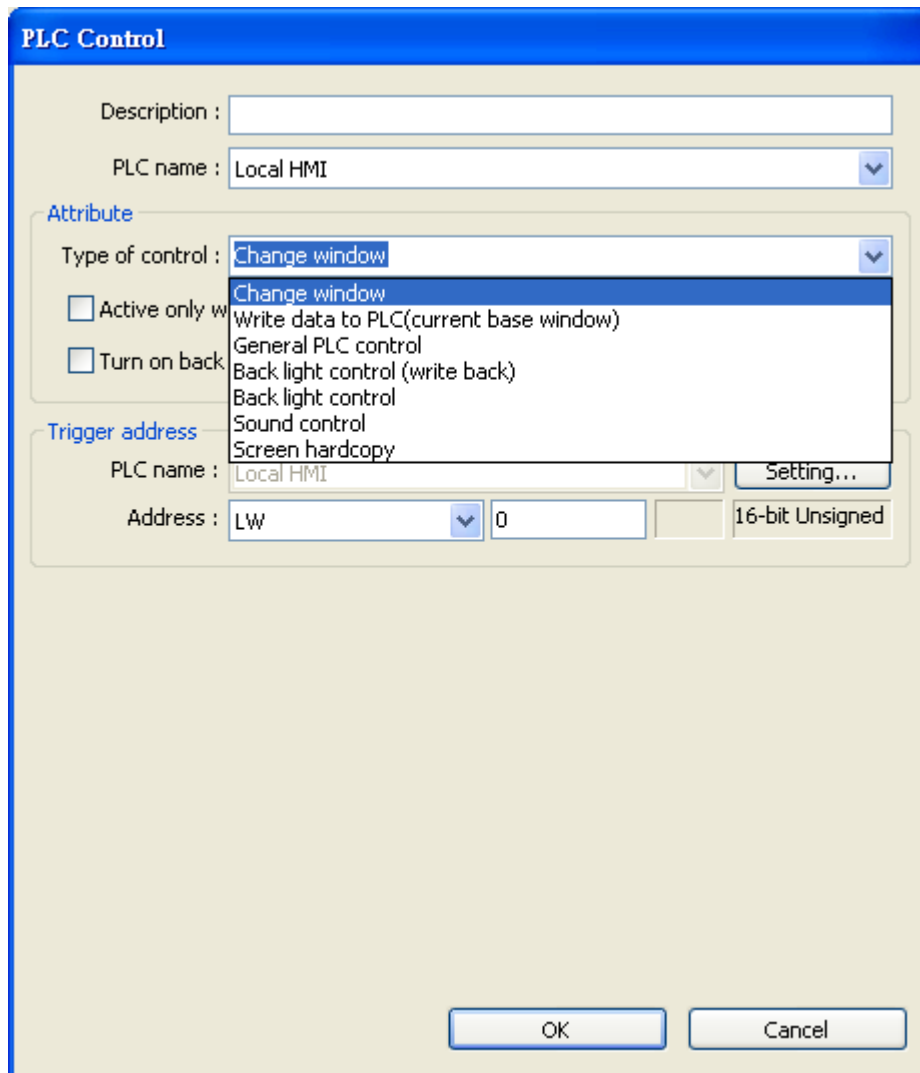 PLC Control
Description :
PLC name : Local HMI
Attribute
Type of control : Change window
Change window
Active only w
Write data to PLC(current base window)
General PLC control
Turn on back
Back light control (write back)
Back light control
Sound control
Screen hardcopy
Trigger address
PLC name : Local HMI Setting...
Address : LW 0 16-bit Unsigned
OK Cancel